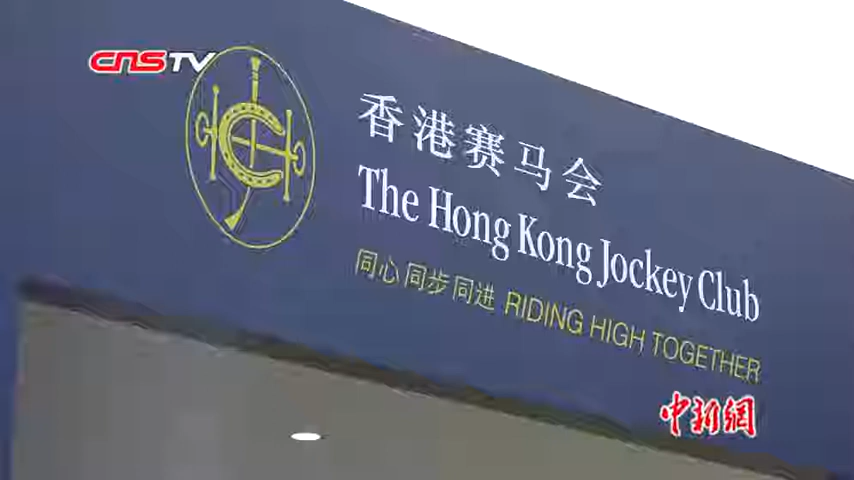 CNSTV
香港赛马会
The Hong Kong Jockey Club
同心 同步 同进 RIDING HIGH TOGETHER
中新網